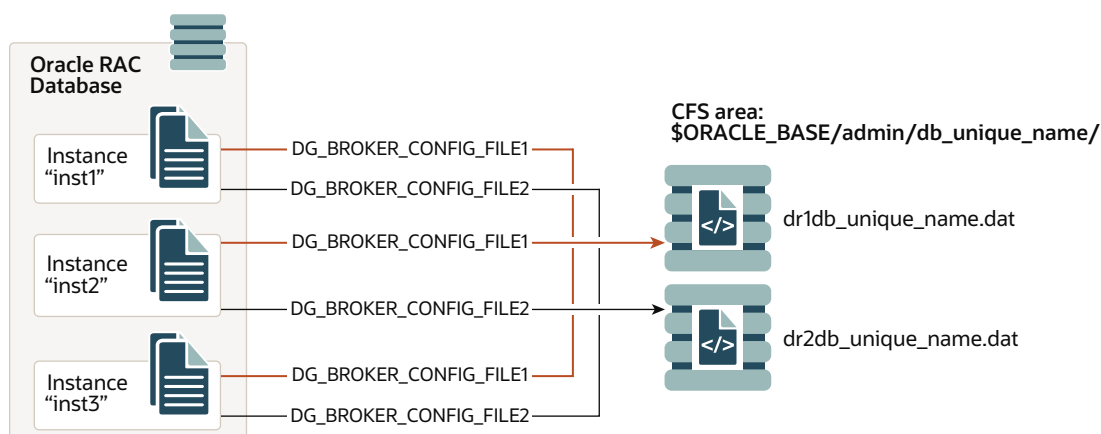 Oracle RAC
Database
Instance
“inst1”
DG_BROKER_CONFIG_FILE1
DG_BROKER_CONFIG_FILE2
Instance
“inst2”
DG_BROKER_CONFIG_FILE1
DG_BROKER_CONFIG_FILE2
Instance
“inst3”
DG_BROKER_CONFIG_FILE1
DG_BROKER_CONFIG_FILE2
CFS area:
$ORACLE_BASE/admin/db_unique_name/
</>
dr1db_unique_name.dat
</>
dr2db_unique_name.dat